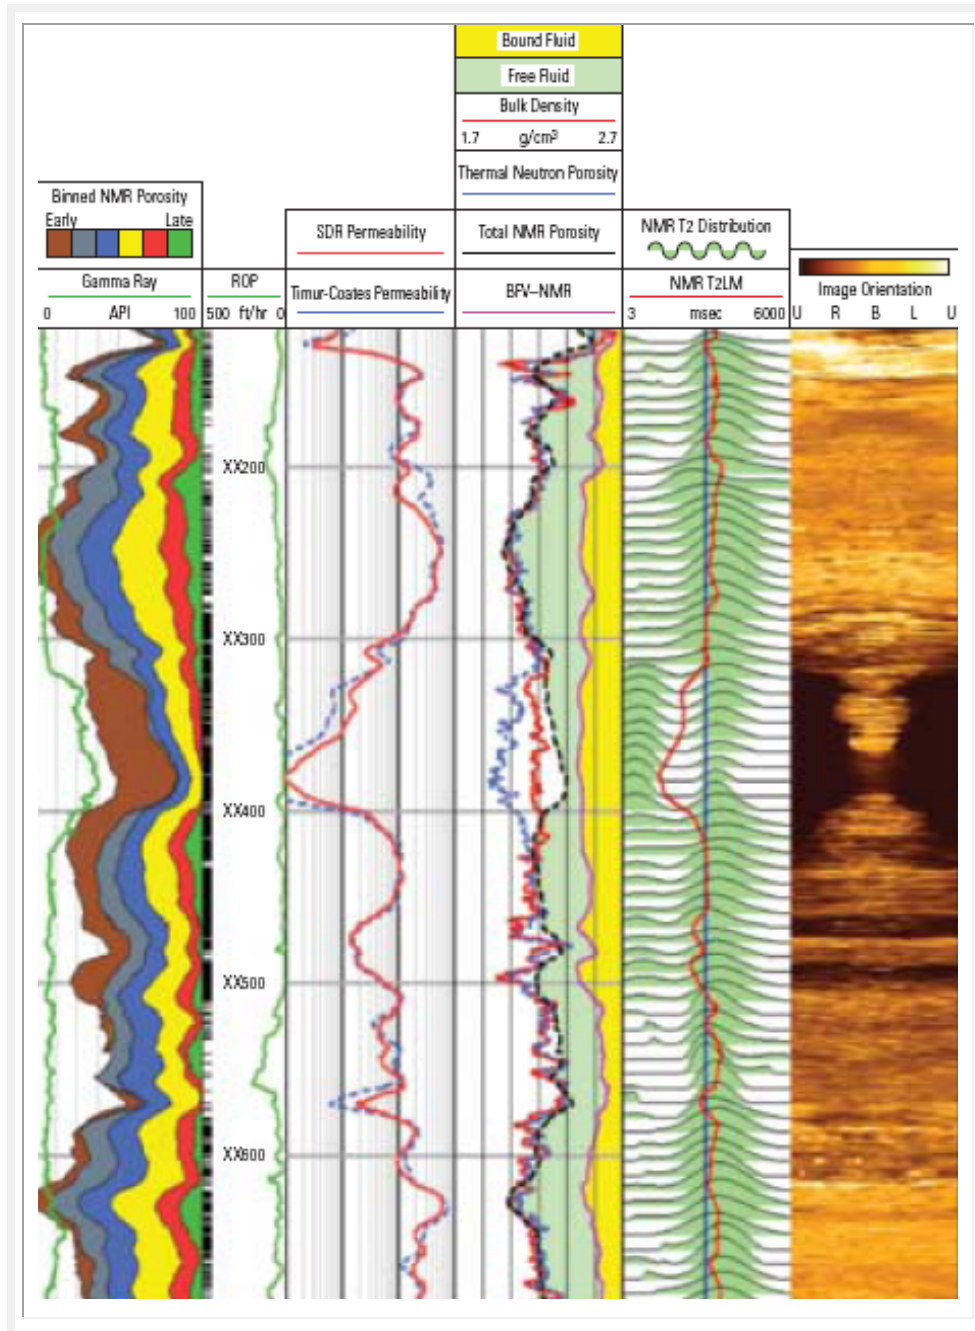 Bound Fluid
Free Fluid
Bulk Density
1.7 g/cm³ 2.7
Thermal Neutron Porosity
Binned NMR Porosity
Early Late
SDR Permeability
Total NMR Porosity
NMR T2 Distribution
Gamma Ray
0 API 100
ROP
500 ft/hr 0
Timur-Coates Permeability
BFV–NMR
NMR T2LM
3 msec 6000
Image Orientation
U R B L U
XX200
XX300
XX400
XX500
XX600